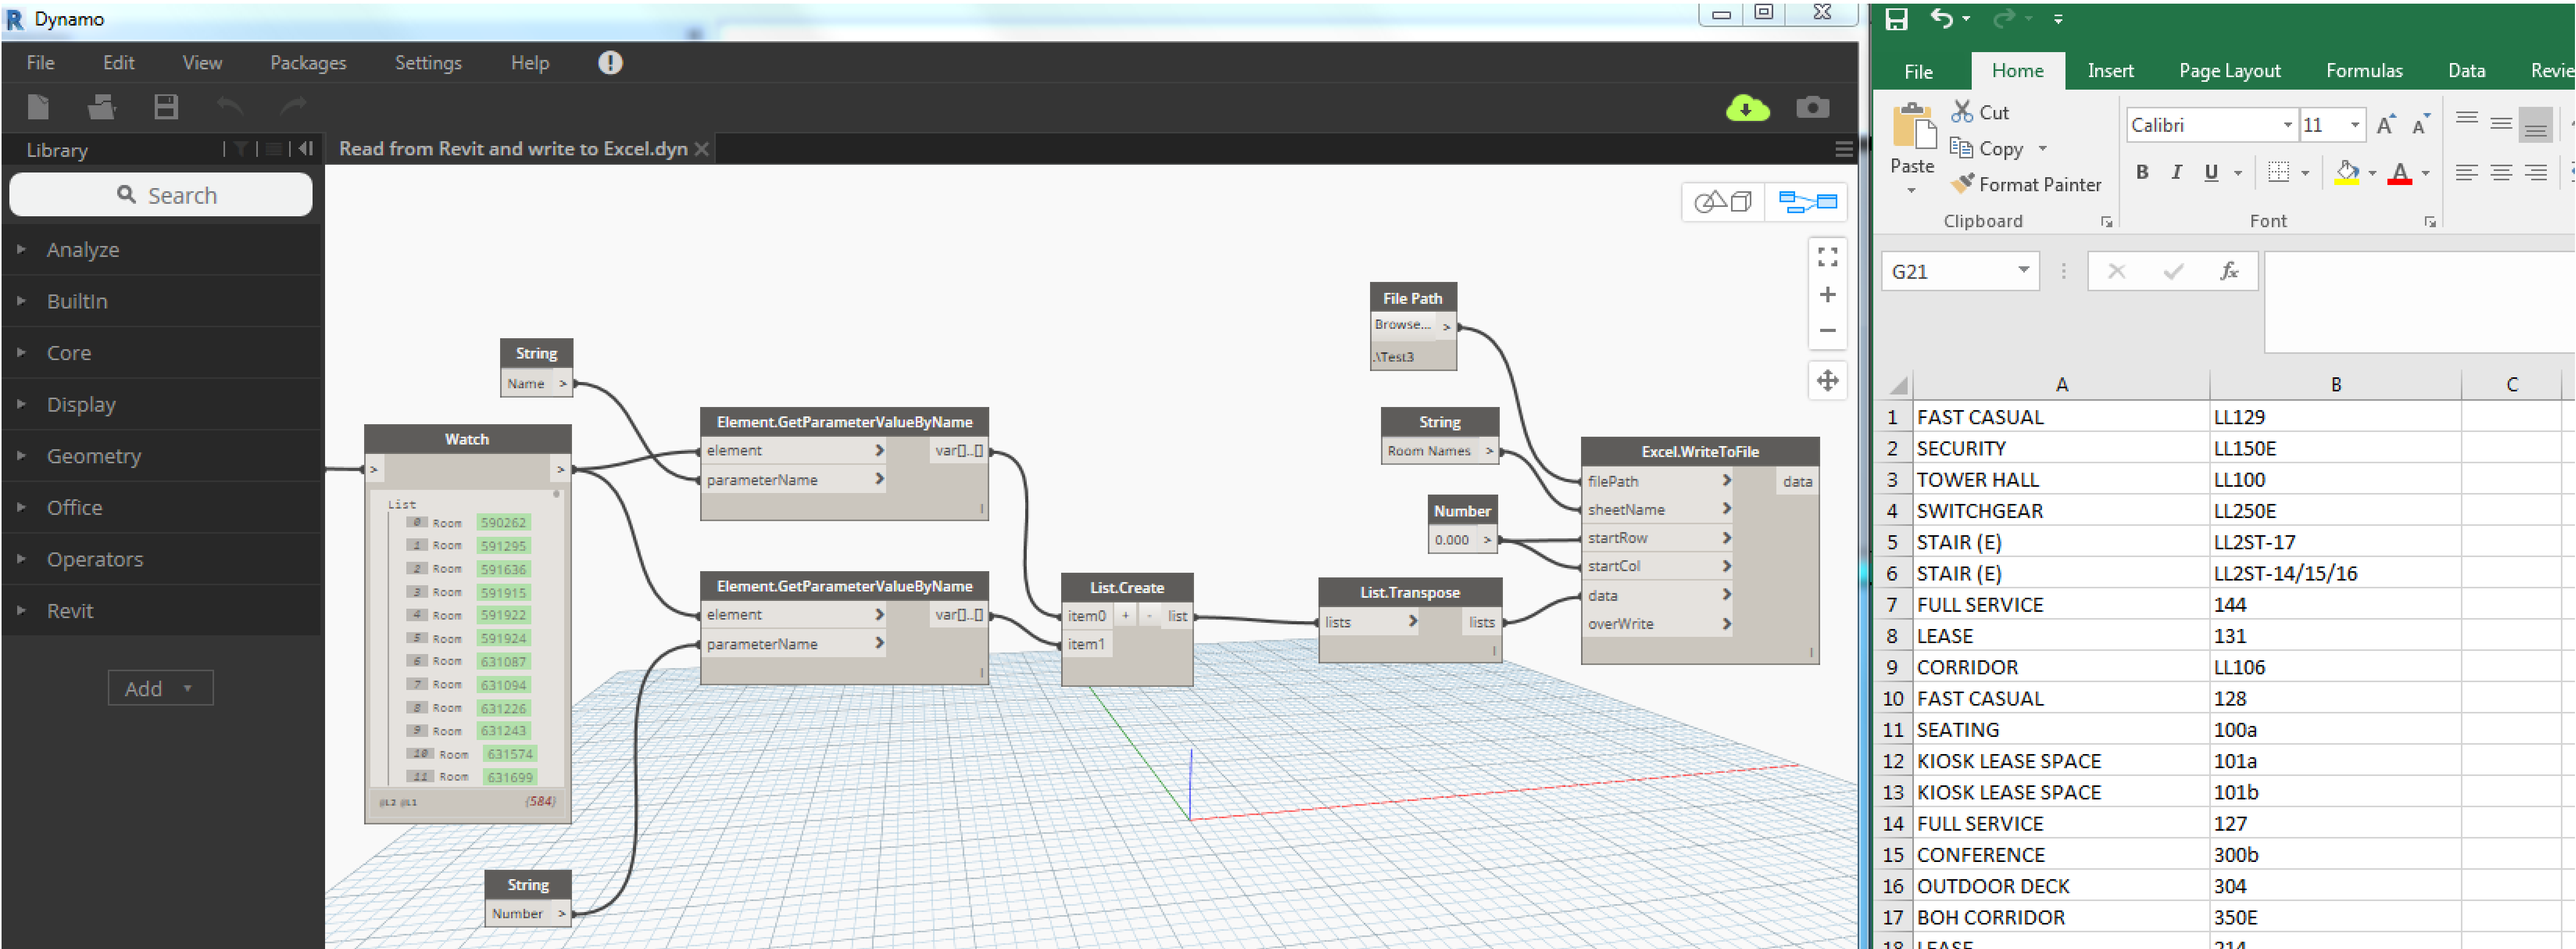 Dynamo
File Edit View Packages Settings Help
Library
Read from Revit and write to Excel.dyn
Search
Analyze
BuiltIn
Core
Display
Geometry
Office
Operators
Revit
Add
String
Name >
Watch
> >
List
0 Room 590262
1 Room 591295
2 Room 591636
3 Room 591915
4 Room 591922
5 Room 591924
6 Room 631087
7 Room 631094
8 Room 631226
9 Room 631243
10 Room 631574
11 Room 631699
@L2 @L1 {584}
String
Number >
Element.GetParameterValueByName
element > var[]..[]
parameterName >
Element.GetParameterValueByName
element > var[]..[]
parameterName >
List.Create
item0 + - list
item1
File Path
Browse... >
.\Test3
String
Room Names >
Number
0.000 >
List.Transpose
lists > lists
Excel.WriteToFile
filePath > data
sheetName >
startRow >
startCol >
data >
overWrite >
File Home Insert Page Layout Formulas Data Revie
Paste
Cut
Copy
Format Painter
Clipboard
Calibri 11
B I U
Font
G21 fx
A B C
1 FAST CASUAL LL129
2 SECURITY LL150E
3 TOWER HALL LL100
4 SWITCHGEAR LL250E
5 STAIR (E) LL2ST-17
6 STAIR (E) LL2ST-14/15/16
7 FULL SERVICE 144
8 LEASE 131
9 CORRIDOR LL106
10 FAST CASUAL 128
11 SEATING 100a
12 KIOSK LEASE SPACE 101a
13 KIOSK LEASE SPACE 101b
14 FULL SERVICE 127
15 CONFERENCE 300b
16 OUTDOOR DECK 304
17 BOH CORRIDOR 350E
18 LEASE 214